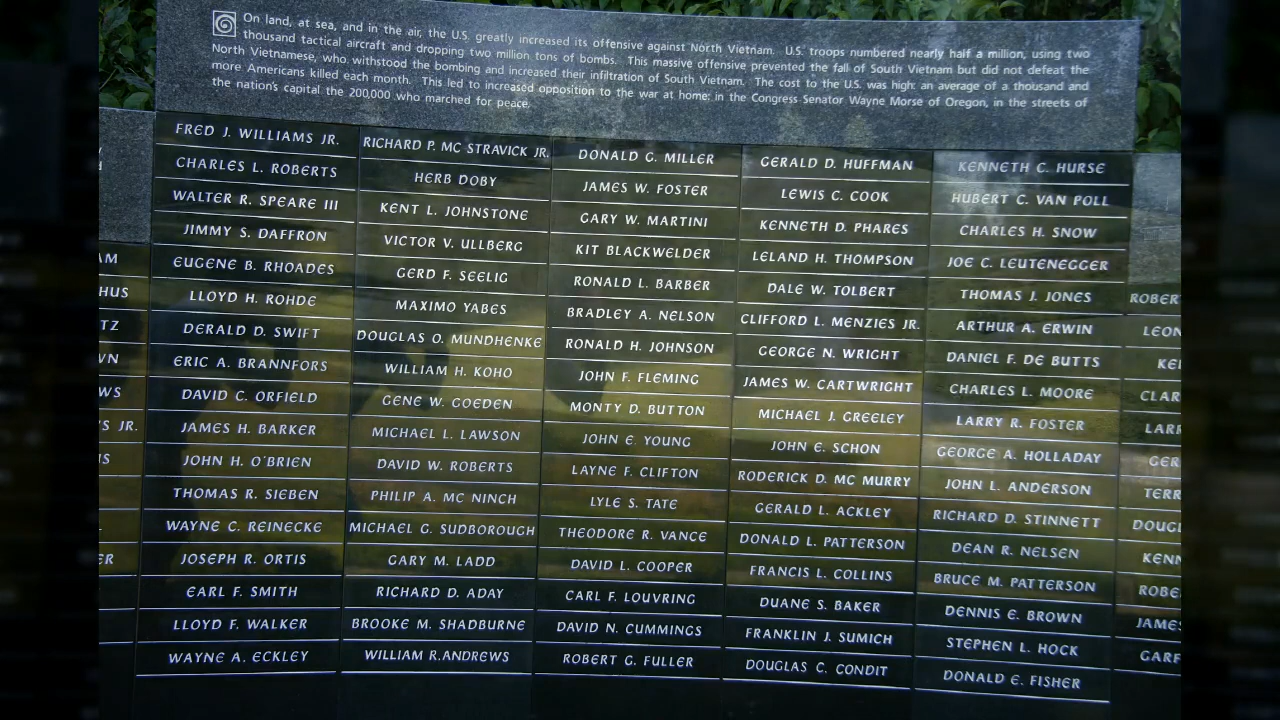 On land, at sea, and in the air, the U.S. greatly increased its offensive against North Vietnam. U.S. troops numbered nearly half a million, using two
thousand tactical aircraft and dropping two million tons of bombs. This massive offensive prevented the fall of South Vietnam but did not defeat the
North Vietnamese, who withstood the bombing and increased their infiltration of South Vietnam. The cost to the U.S. was high: an average of a thousand and
more Americans killed each month. This led to increased opposition to the war at home: in the Congress Senator Wayne Morse of Oregon, in the streets of
the nation's capital the 200,000 who marched for peace.
FRED J. WILLIAMS JR.
CHARLES L. ROBERTS
WALTER R. SPEARE III
JIMMY S. DAFFRON
EUGENE B. RHOADES
LLOYD H. ROHDE
DERALD D. SWIFT
ERIC A. BRANNFORS
DAVID C. ORFIELD
JAMES H. BARKER
JOHN H. O'BRIEN
THOMAS R. SIEBEN
WAYNE C. REINECKE
JOSEPH R. ORTIS
EARL F. SMITH
LLOYD F. WALKER
WAYNE A. ECKLEY
RICHARD P. MC STRAVICK JR.
HERB DOBY
KENT L. JOHNSTONE
VICTOR V. ULLBERG
GERD F. SEELIG
MAXIMO YABES
DOUGLAS O. MUNDHENKE
WILLIAM H. KOHO
GENE W. GOEDEN
MICHAEL L. LAWSON
DAVID W. ROBERTS
PHILIP A. MC NINCH
MICHAEL G. SUDBOROUGH
GARY M. LADD
RICHARD D. ADAY
BROOKE M. SHADBURNE
WILLIAM R.ANDREWS
DONALD G. MILLER
JAMES W. FOSTER
GARY W. MARTINI
KIT BLACKWELDER
RONALD L. BARBER
BRADLEY A. NELSON
RONALD H. JOHNSON
JOHN F. FLEMING
MONTY D. BUTTON
JOHN E. YOUNG
LAYNE F. CLIFTON
LYLE S. TATE
THEODORE R. VANCE
DAVID L. COOPER
CARL F. LOUVRING
DAVID N. CUMMINGS
ROBERT G. FULLER
GERALD D. HUFFMAN
LEWIS C. COOK
KENNETH D. PHARES
LELAND H. THOMPSON
DALE W. TOLBERT
CLIFFORD L. MENZIES JR.
GEORGE N. WRIGHT
JAMES W. CARTWRIGHT
MICHAEL J. GREELEY
JOHN E. SCHON
RODERICK D. MC MURRY
GERALD L. ACKLEY
DONALD L. PATTERSON
FRANCIS L. COLLINS
DUANE S. BAKER
FRANKLIN J. SUMICH
DOUGLAS C. CONDIT
KENNETH C. HURSE
HUBERT C. VAN POLL
CHARLES H. SNOW
JOE C. LEUTENEGGER
THOMAS J. JONES
ARTHUR A. ERWIN
DANIEL F. DE BUTTS
CHARLES L. MOORE
LARRY R. FOSTER
GEORGE A. HOLLADAY
JOHN L. ANDERSON
RICHARD D. STINNETT
DEAN R. NELSEN
BRUCE M. PATTERSON
DENNIS E. BROWN
STEPHEN L. HOCK
DONALD E. FISHER